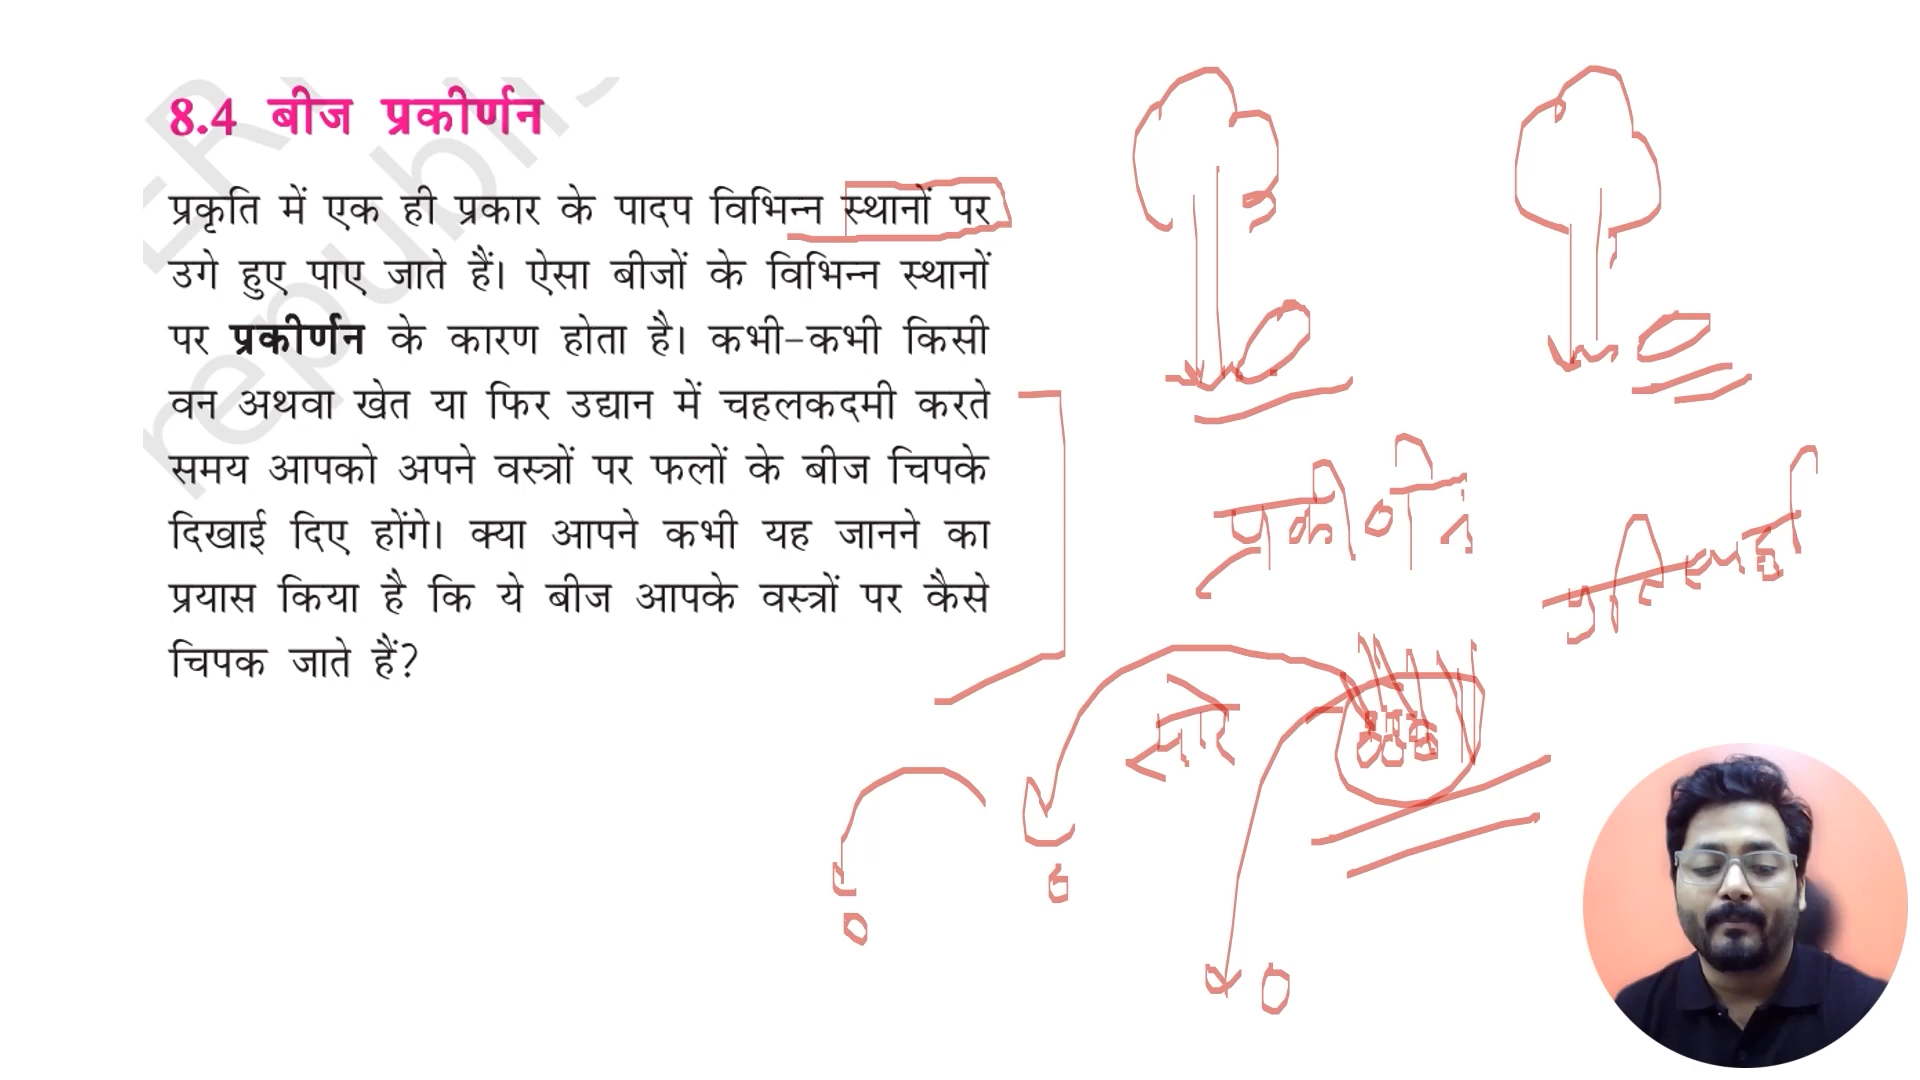 8.4 बीज प्रकीर्णन
प्रकृति में एक ही प्रकार के पादप विभिन्न स्थानों पर
उगे हुए पाए जाते हैं। ऐसा बीजों के विभिन्न स्थानों
पर प्रकीर्णन के कारण होता है। कभी-कभी किसी
वन अथवा खेत या फिर उद्यान में चहलकदमी करते
समय आपको अपने वस्त्रों पर फलों के बीज चिपके
दिखाई दिए होंगे। क्या आपने कभी यह जानने का
प्रयास किया है कि ये बीज आपके वस्त्रों पर कैसे
चिपक जाते हैं?
republi
प्रकीर्णन